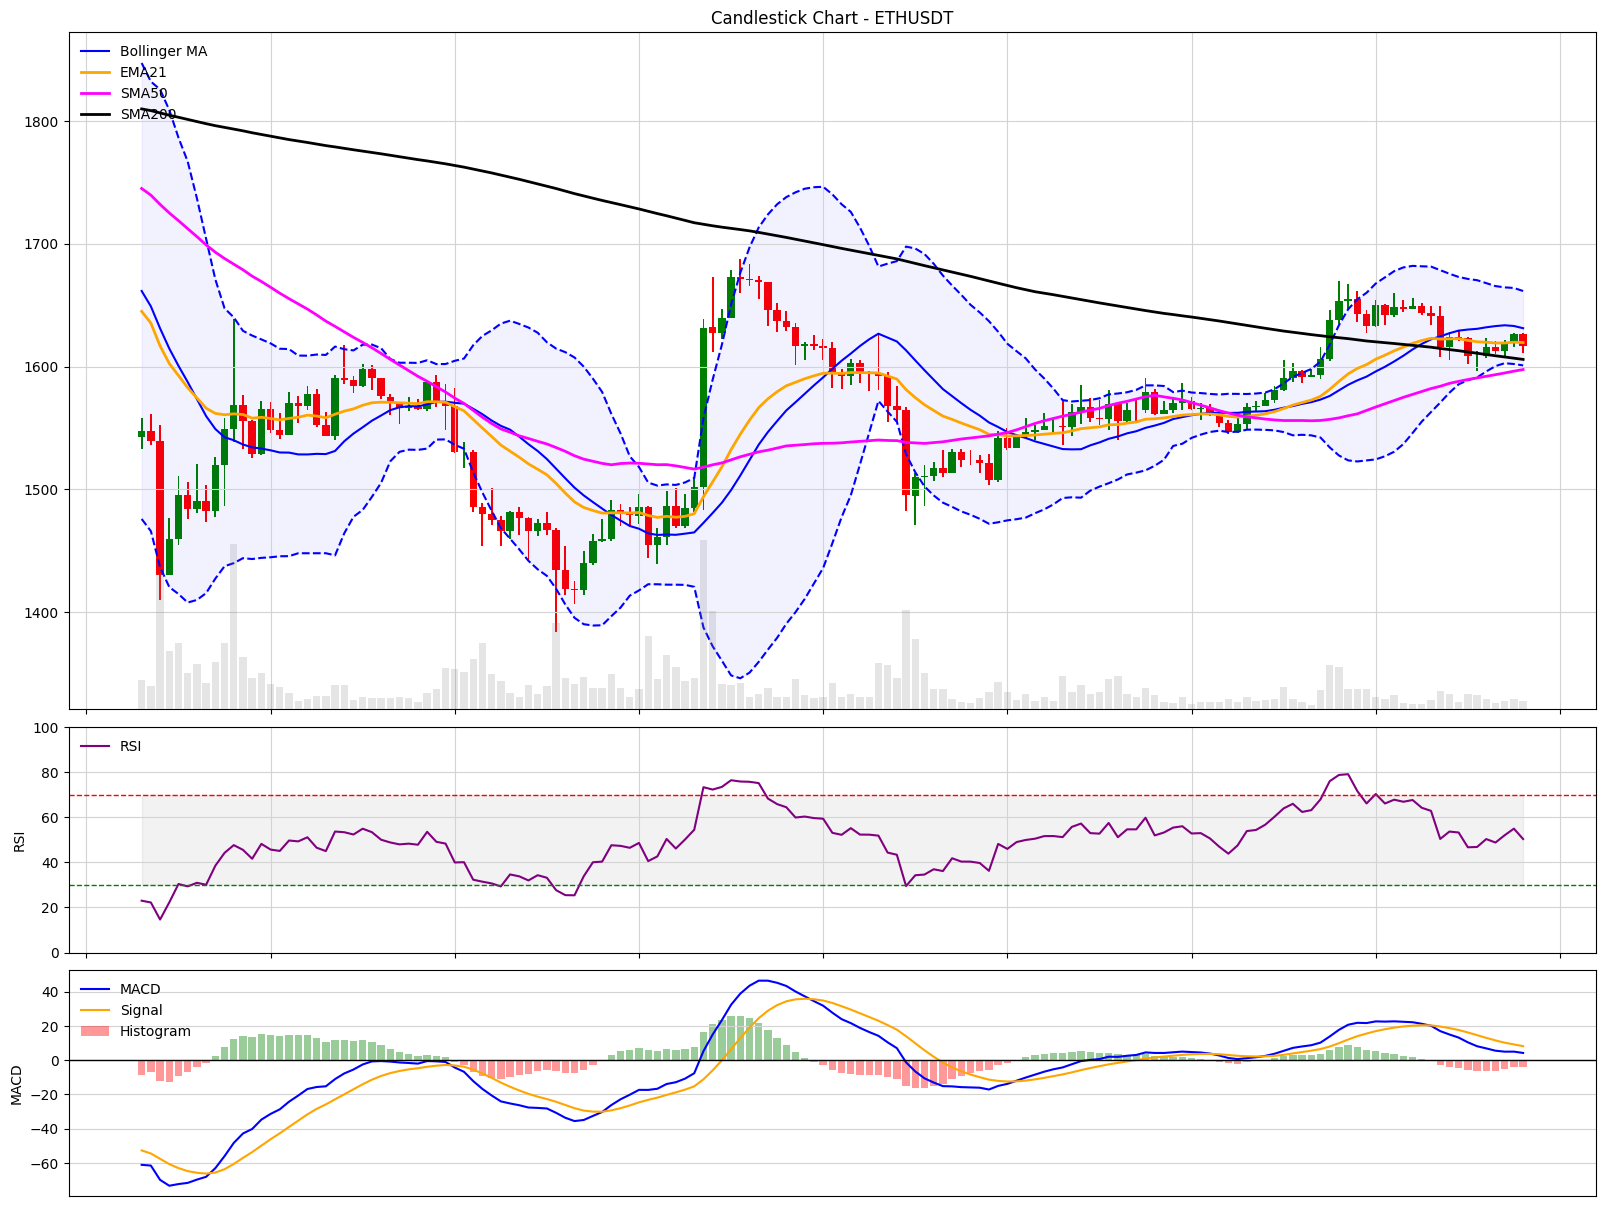 Candlestick Chart - ETHUSDT
Bollinger MA
EMA21
SMA50
SMA200
1800
1700
1600
1500
1400
RSI
100
80
60
40
20
0
RSI
MACD
Signal
Histogram
40
20
0
−20
−40
−60
MACD